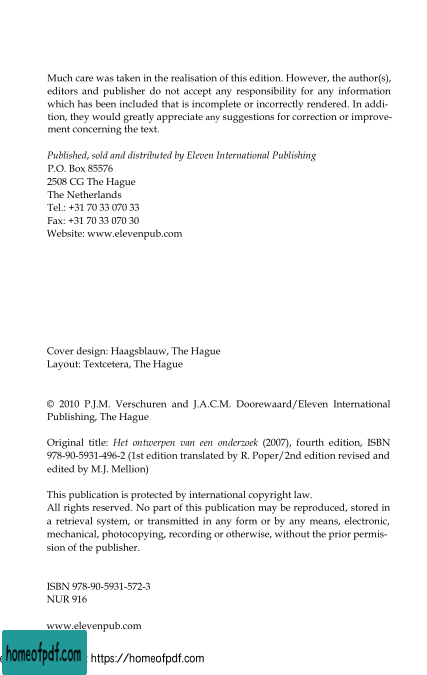 Much care was taken in the realisation of this edition. However, the author(s),
editors and publisher do not accept any responsibility for any information
which has been included that is incomplete or incorrectly rendered. In addi-
tion, they would greatly appreciate any suggestions for correction or improve-
ment concerning the text.
Published, sold and distributed by Eleven International Publishing
P.O. Box 85576
2508 CG The Hague
The Netherlands
Tel.: +31 70 33 070 33
Fax: +31 70 33 070 30
Website: www.elevenpub.com
Cover design: Haagsblauw, The Hague
Layout: Textcetera, The Hague
© 2010 P.J.M. Verschuren and J.A.C.M. Doorewaard/Eleven International
Publishing, The Hague
Original title: Het ontwerpen van een onderzoek (2007), fourth edition, ISBN
978-90-5931-496-2 (1st edition translated by R. Poper/2nd edition revised and
edited by M.J. Mellion)
This publication is protected by international copyright law.
All rights reserved. No part of this publication may be reproduced, stored in
a retrieval system, or transmitted in any form or by any means, electronic,
mechanical, photocopying, recording or otherwise, without the prior permis-
sion of the publisher.
ISBN 978-90-5931-572-3
NUR 916
www.elevenpub.com
homeofpdf.com https://homeofpdf.com